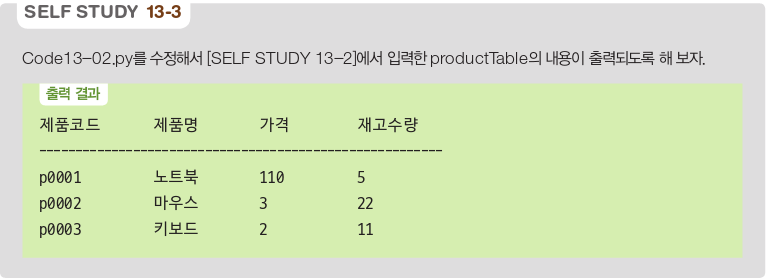 SELF STUDY 13-3
Code13-02.py를 수정해서 [SELF STUDY 13-2]에서 입력한 productTable의 내용이 출력되도록 해 보자.
출력 결과
제품코드 제품명 가격 재고수량
--------------------------------------------------------
p0001 노트북 110 5
p0002 마우스 3 22
p0003 키보드 2 11